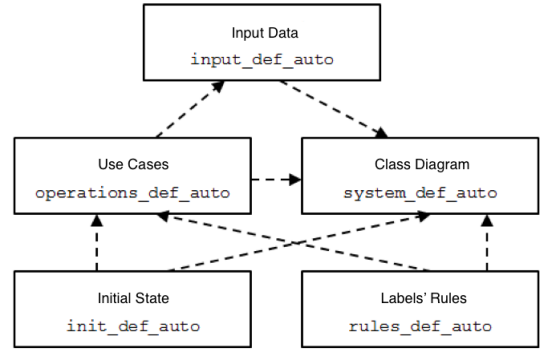 Input Data
input_def_auto
Use Cases
operations_def_auto
Class Diagram
system_def_auto
Initial State
init_def_auto
Labels' Rules
rules_def_auto